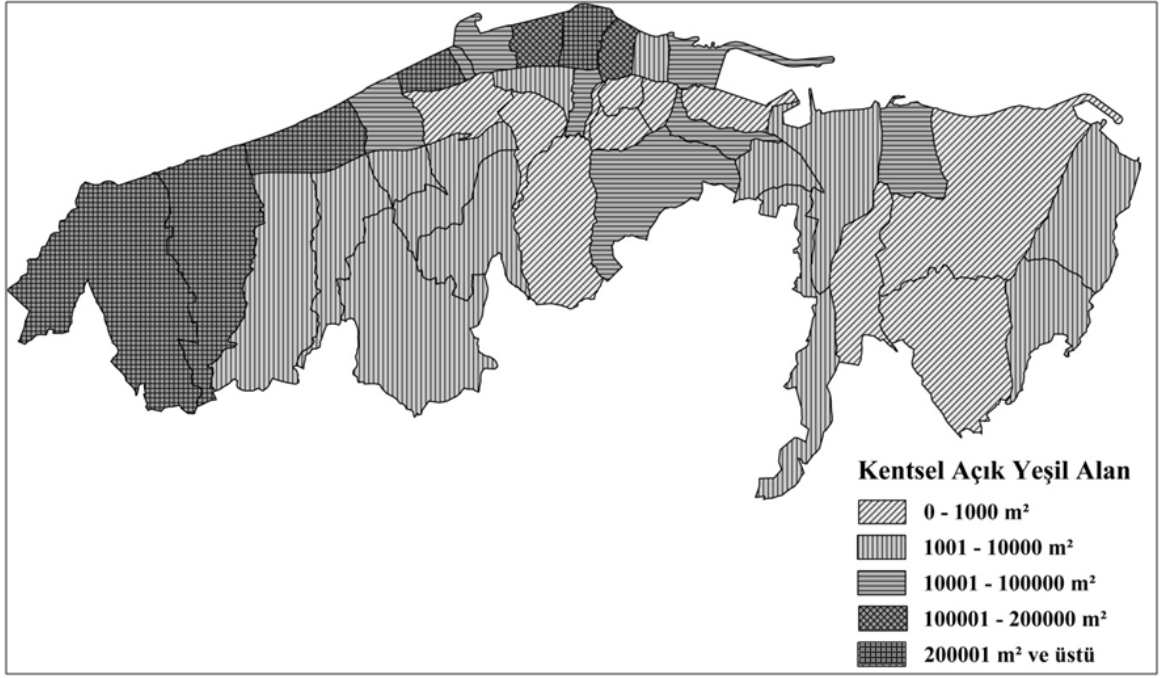 Kentsel Açık Yeşil Alan
0 - 1000 m²
1001 - 10000 m²
10001 - 100000 m²
100001 - 200000 m²
200001 m² ve üstü